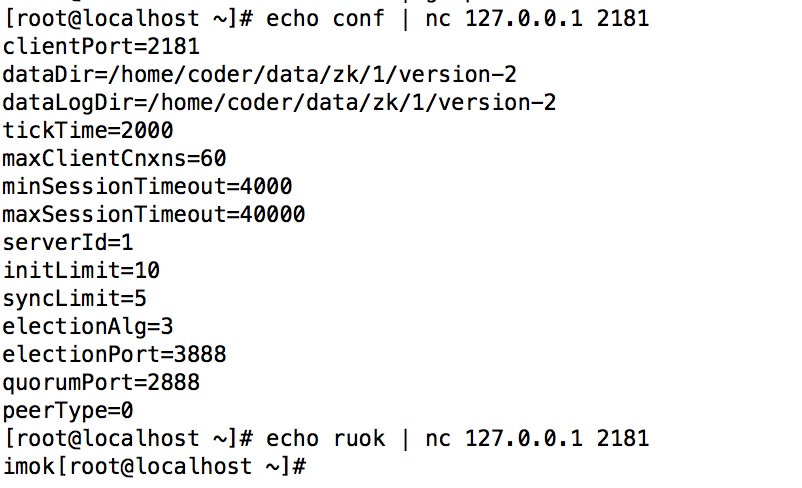 [root@localhost ~]# echo conf | nc 127.0.0.1 2181
clientPort=2181
dataDir=/home/coder/data/zk/1/version-2
dataLogDir=/home/coder/data/zk/1/version-2
tickTime=2000
maxClientCnxns=60
minSessionTimeout=4000
maxSessionTimeout=40000
serverId=1
initLimit=10
syncLimit=5
electionAlg=3
electionPort=3888
quorumPort=2888
peerType=0
[root@localhost ~]# echo ruok | nc 127.0.0.1 2181
imok[root@localhost ~]#